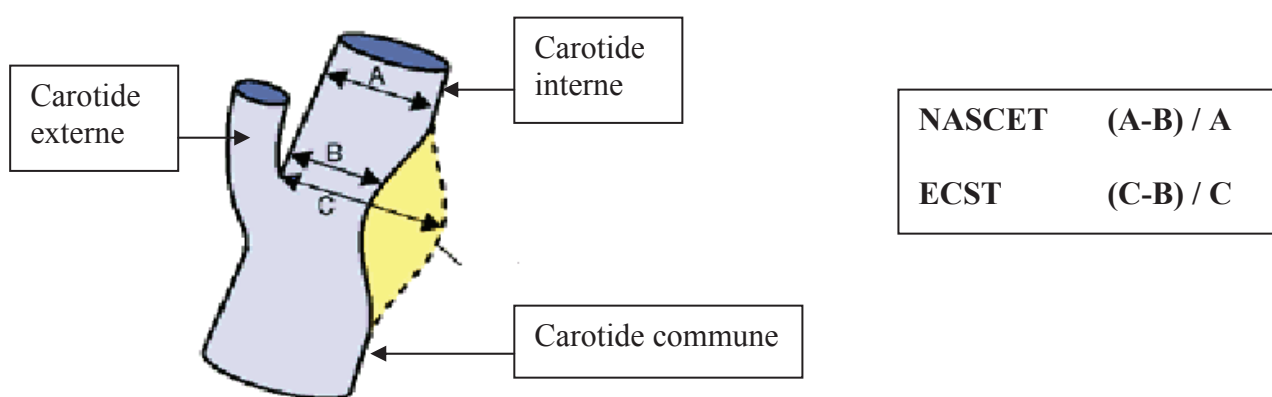 Carotide
interne
Carotide
externe
A
B
C
Carotide commune
NASCET (A-B) / A
ECST (C-B) / C